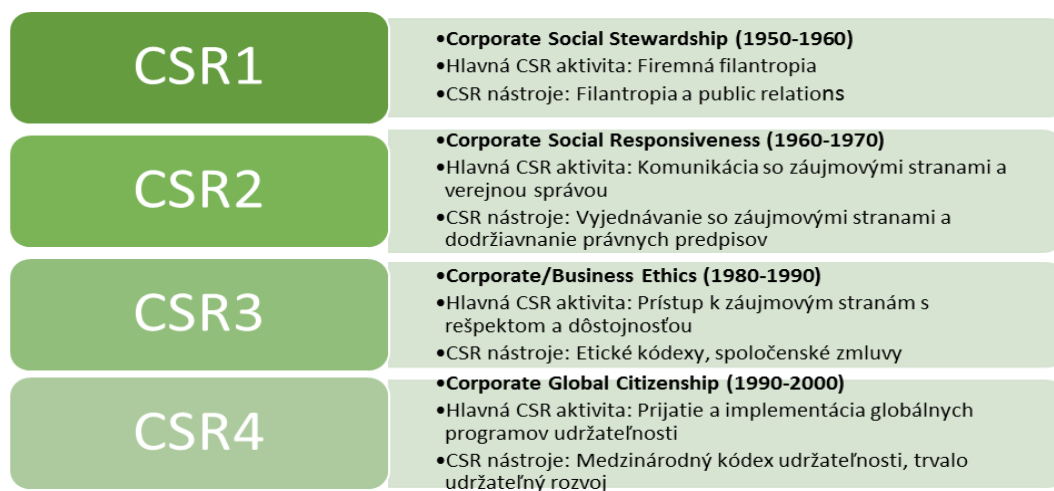 CSR1
•Corporate Social Stewardship (1950-1960)
•Hlavná CSR aktivita: Firemná filantropia
•CSR nástroje: Filantropia a public relations
CSR2
•Corporate Social Responsiveness (1960-1970)
•Hlavná CSR aktivita: Komunikácia so záujmovými stranami a
verejnou správou
•CSR nástroje: Vyjednávanie so záujmovými stranami a
dodržiavnanie právnych predpisov
CSR3
•Corporate/Business Ethics (1980-1990)
•Hlavná CSR aktivita: Prístup k záujmovým stranám s
rešpektom a dôstojnosťou
•CSR nástroje: Etické kódexy, spoločenské zmluvy
CSR4
•Corporate Global Citizenship (1990-2000)
•Hlavná CSR aktivita: Prijatie a implementácia globálnych
programov udržateľnosti
•CSR nástroje: Medzinárodný kódex udržateľnosti, trvalo
udržateľný rozvoj